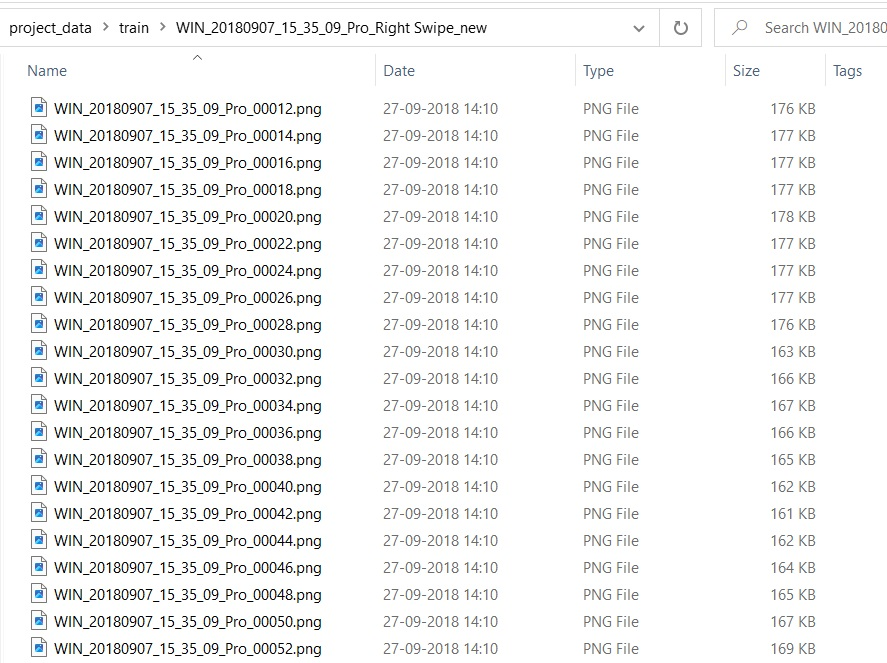 project_data > train > WIN_20180907_15_35_09_Pro_Right Swipe_new Search WIN_20180
Name Date Type Size Tags
WIN_20180907_15_35_09_Pro_00012.png 27-09-2018 14:10 PNG File 176 KB
WIN_20180907_15_35_09_Pro_00014.png 27-09-2018 14:10 PNG File 177 KB
WIN_20180907_15_35_09_Pro_00016.png 27-09-2018 14:10 PNG File 177 KB
WIN_20180907_15_35_09_Pro_00018.png 27-09-2018 14:10 PNG File 177 KB
WIN_20180907_15_35_09_Pro_00020.png 27-09-2018 14:10 PNG File 178 KB
WIN_20180907_15_35_09_Pro_00022.png 27-09-2018 14:10 PNG File 177 KB
WIN_20180907_15_35_09_Pro_00024.png 27-09-2018 14:10 PNG File 177 KB
WIN_20180907_15_35_09_Pro_00026.png 27-09-2018 14:10 PNG File 177 KB
WIN_20180907_15_35_09_Pro_00028.png 27-09-2018 14:10 PNG File 176 KB
WIN_20180907_15_35_09_Pro_00030.png 27-09-2018 14:10 PNG File 163 KB
WIN_20180907_15_35_09_Pro_00032.png 27-09-2018 14:10 PNG File 166 KB
WIN_20180907_15_35_09_Pro_00034.png 27-09-2018 14:10 PNG File 167 KB
WIN_20180907_15_35_09_Pro_00036.png 27-09-2018 14:10 PNG File 166 KB
WIN_20180907_15_35_09_Pro_00038.png 27-09-2018 14:10 PNG File 165 KB
WIN_20180907_15_35_09_Pro_00040.png 27-09-2018 14:10 PNG File 162 KB
WIN_20180907_15_35_09_Pro_00042.png 27-09-2018 14:10 PNG File 161 KB
WIN_20180907_15_35_09_Pro_00044.png 27-09-2018 14:10 PNG File 162 KB
WIN_20180907_15_35_09_Pro_00046.png 27-09-2018 14:10 PNG File 164 KB
WIN_20180907_15_35_09_Pro_00048.png 27-09-2018 14:10 PNG File 165 KB
WIN_20180907_15_35_09_Pro_00050.png 27-09-2018 14:10 PNG File 167 KB
WIN_20180907_15_35_09_Pro_00052.png 27-09-2018 14:10 PNG File 169 KB